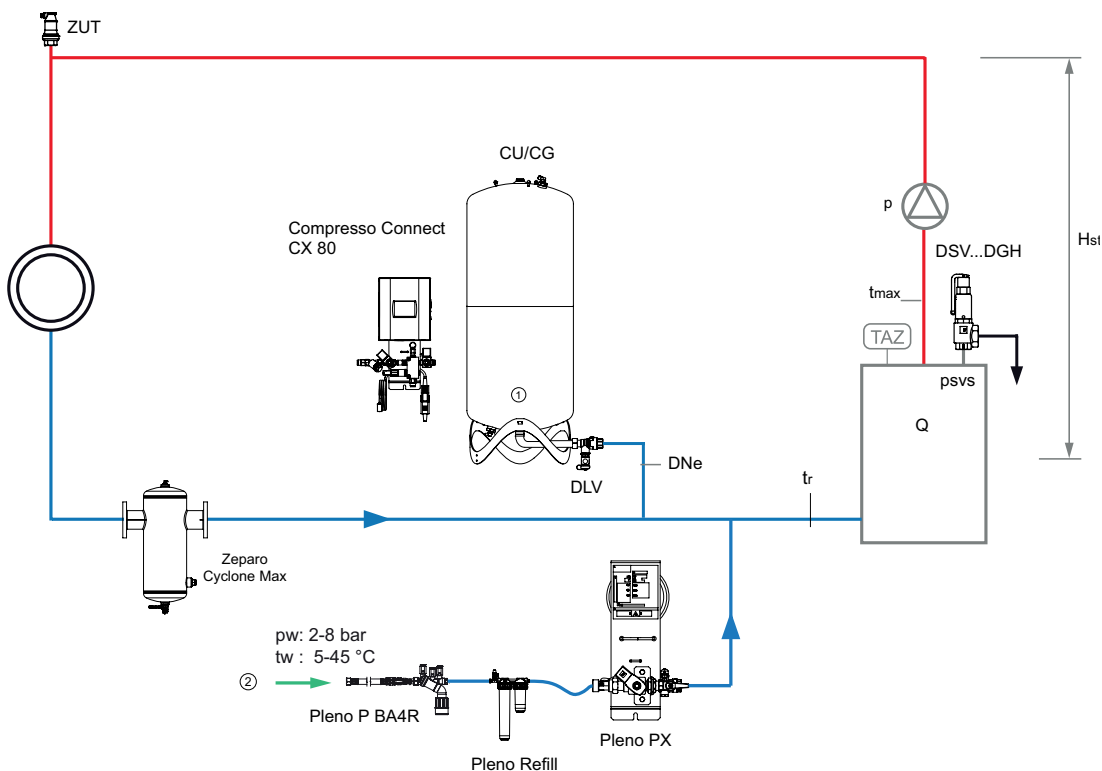 ZUT
CU/CG
Compresso Connect
CX 80
p
Hst
DSV...DGH
tmax
TAZ
psvs
Q
1
DNe
DLV
tr
Zeparo
Cyclone Max
pw: 2-8 bar
tw : 5-45 °C
2
Pleno P BA4R
Pleno Refill
Pleno PX